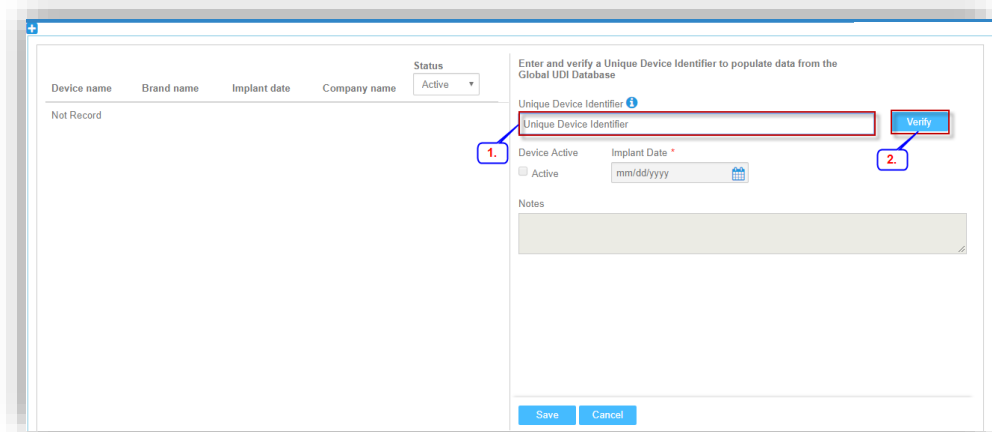 Status
Device name Brand name Implant date Company name Active
Not Record
Enter and verify a Unique Device Identifier to populate data from the
Global UDI Database
Unique Device Identifier
Unique Device Identifier Verify
1.
2.
Device Active Implant Date *
Active mm/dd/yyyy
Notes
Save Cancel